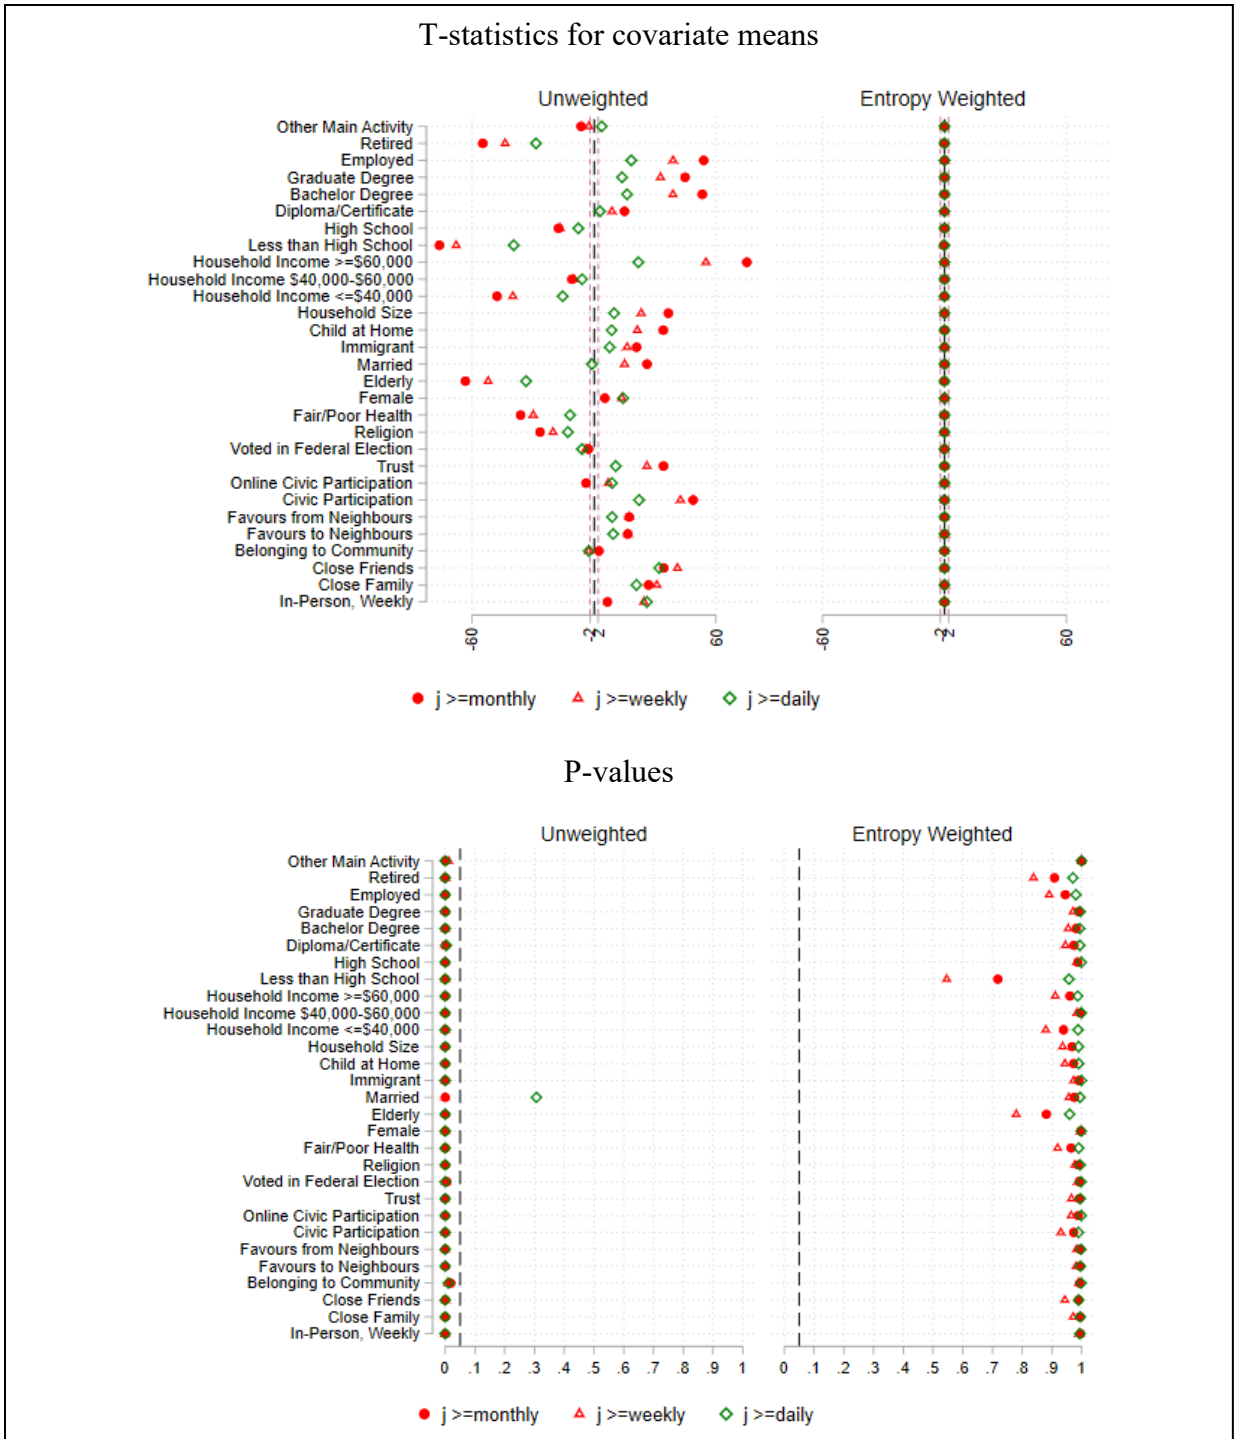 T-statistics for covariate means
Unweighted
Entropy Weighted
Other Main Activity
Retired
Employed
Graduate Degree
Bachelor Degree
Diploma/Certificate
High School
Less than High School
Household Income >=$60,000
Household Income $40,000-$60,000
Household Income <=$40,000
Household Size
Child at Home
Immigrant
Married
Elderly
Female
Fair/Poor Health
Religion
Voted in Federal Election
Trust
Online Civic Participation
Civic Participation
Favours from Neighbours
Favours to Neighbours
Belonging to Community
Close Friends
Close Family
In-Person, Weekly
-60 -2 2 60 -60 -2 2 60
j >=monthly j >=weekly j >=daily
P-values
Unweighted
Entropy Weighted
Other Main Activity
Retired
Employed
Graduate Degree
Bachelor Degree
Diploma/Certificate
High School
Less than High School
Household Income >=$60,000
Household Income $40,000-$60,000
Household Income <=$40,000
Household Size
Child at Home
Immigrant
Married
Elderly
Female
Fair/Poor Health
Religion
Voted in Federal Election
Trust
Online Civic Participation
Civic Participation
Favours from Neighbours
Favours to Neighbours
Belonging to Community
Close Friends
Close Family
In-Person, Weekly
0 .1 .2 .3 .4 .5 .6 .7 .8 .9 1 0 .1 .2 .3 .4 .5 .6 .7 .8 .9 1
j >=monthly j >=weekly j >=daily